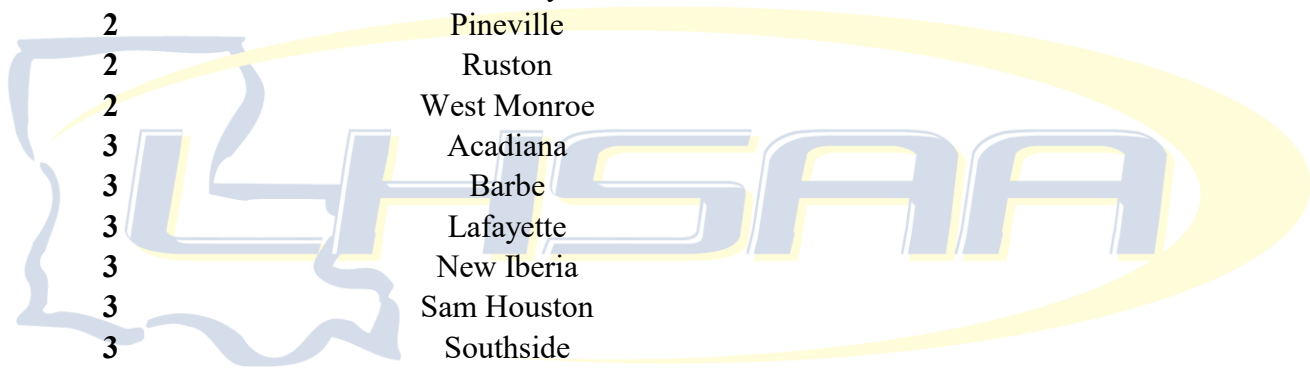 2 Pineville
2 Ruston
2 West Monroe
3 Acadiana
3 Barbe
3 Lafayette
3 New Iberia
3 Sam Houston
3 Southside
LHSAA